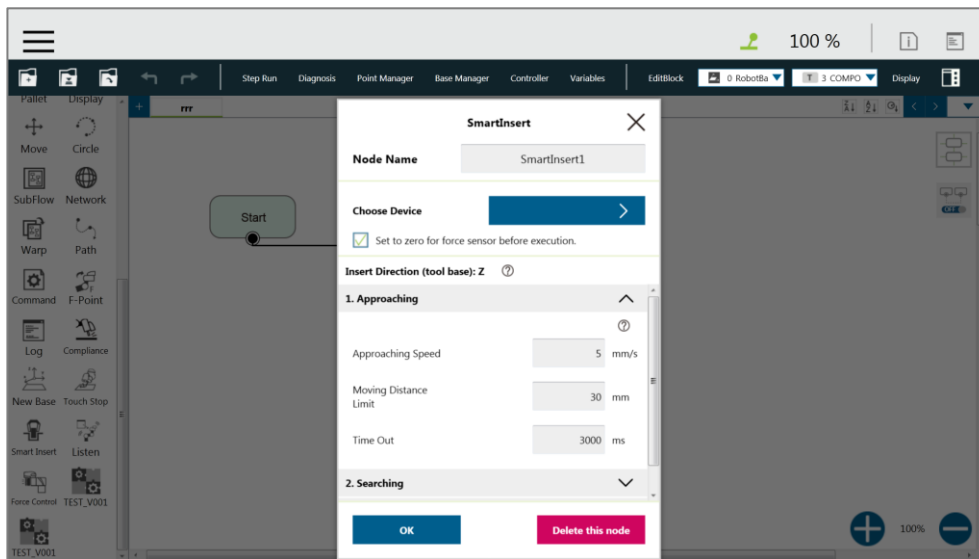 100 %
Step Run Diagnosis Point Manager Base Manager Controller Variables EditBlock 0 RobotBa T 3 COMPO Display
Pallet Display
+ rrr
Move Circle
SubFlow Network
Warp Path
Command F-Point
Log Compliance
New Base Touch Stop
Smart Insert Listen
Force Control TEST_V001
TEST_V001
Start
OFF
SmartInsert
Node Name SmartInsert1
Choose Device
Set to zero for force sensor before execution.
Insert Direction (tool base): Z ?
1. Approaching
?
Approaching Speed 5 mm/s
Moving Distance
Limit 30 mm
Time Out 3000 ms
2. Searching
OK Delete this node
100%